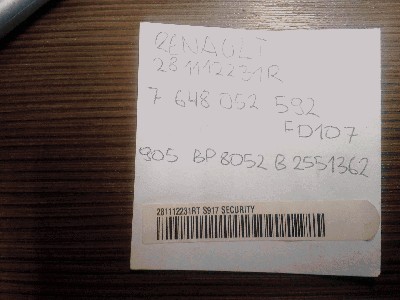 RENAULT
281112231R
7 648 052 592
FD107
905 BP8052 B 2551362
281112231RT S917 SECURITY